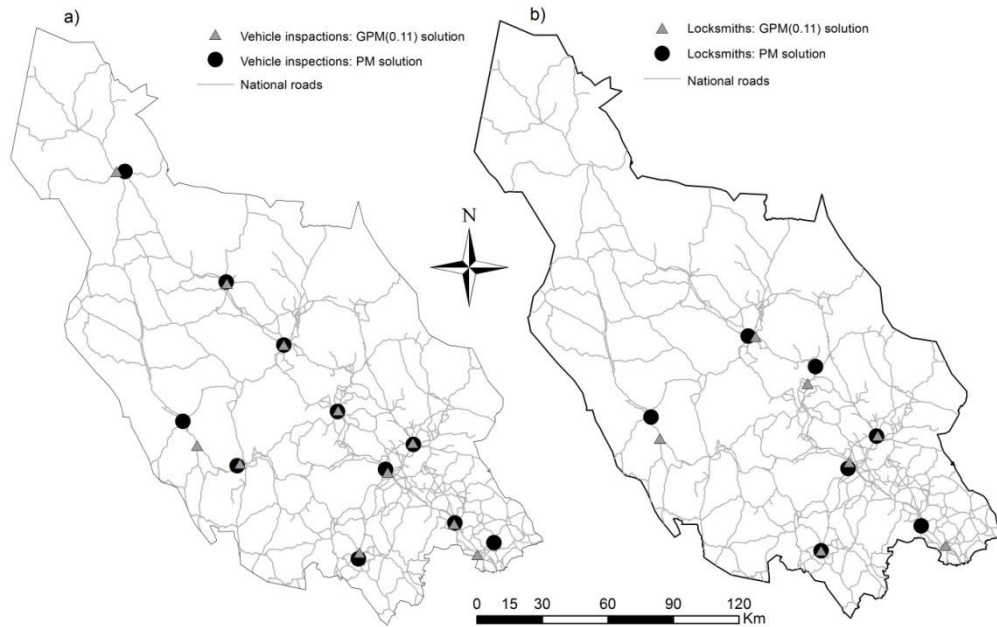 a)
Vehicle inspactions: GPM(0.11) solution
Vehicle inspections: PM solution
National roads
b)
Locksmiths: GPM(0.11) solution
Locksmiths: PM solution
National roads
N
0 15 30 60 90 120
Km